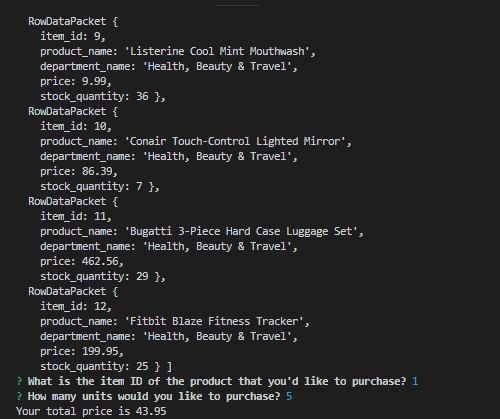 RowDataPacket {
item_id: 9,
product_name: 'Listerine Cool Mint Mouthwash',
department_name: 'Health, Beauty & Travel',
price: 9.99,
stock_quantity: 36 },
RowDataPacket {
item_id: 10,
product_name: 'Conair Touch-Control Lighted Mirror',
department_name: 'Health, Beauty & Travel',
price: 86.39,
stock_quantity: 7 },
RowDataPacket {
item_id: 11,
product_name: 'Bugatti 3-Piece Hard Case Luggage Set',
department_name: 'Health, Beauty & Travel',
price: 462.56,
stock_quantity: 29 },
RowDataPacket {
item_id: 12,
product_name: 'Fitbit Blaze Fitness Tracker',
department_name: 'Health, Beauty & Travel',
price: 199.95,
stock_quantity: 25 } ]
? What is the item ID of the product that you'd like to purchase? 1
? How many units would you like to purchase? 5
Your total price is 43.95